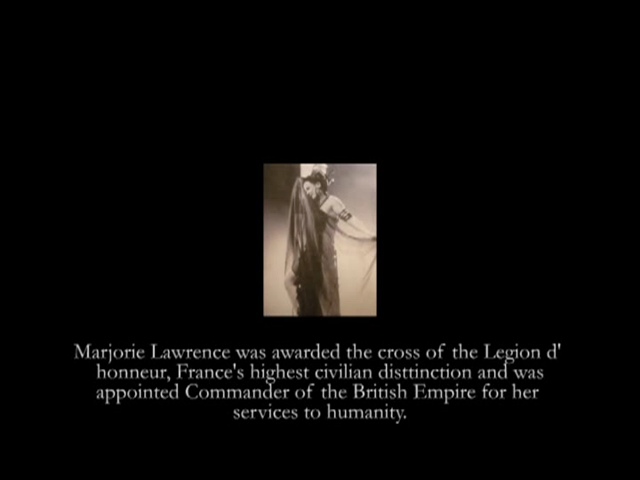 Marjorie Lawrence was awarded the cross of the Legion d'
honneur, France's highest civilian disttinction and was
appointed Commander of the British Empire for her
services to humanity.